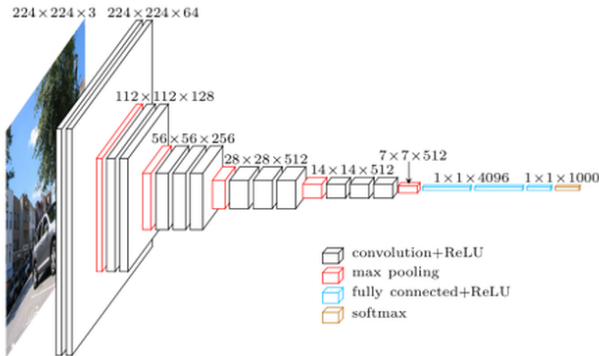 224×224×3
224×224×64
112×112×128
56×56×256
28×28×512
14×14×512
7×7×512
1×1×4096
1×1×1000
convolution+ReLU
max pooling
fully connected+ReLU
softmax